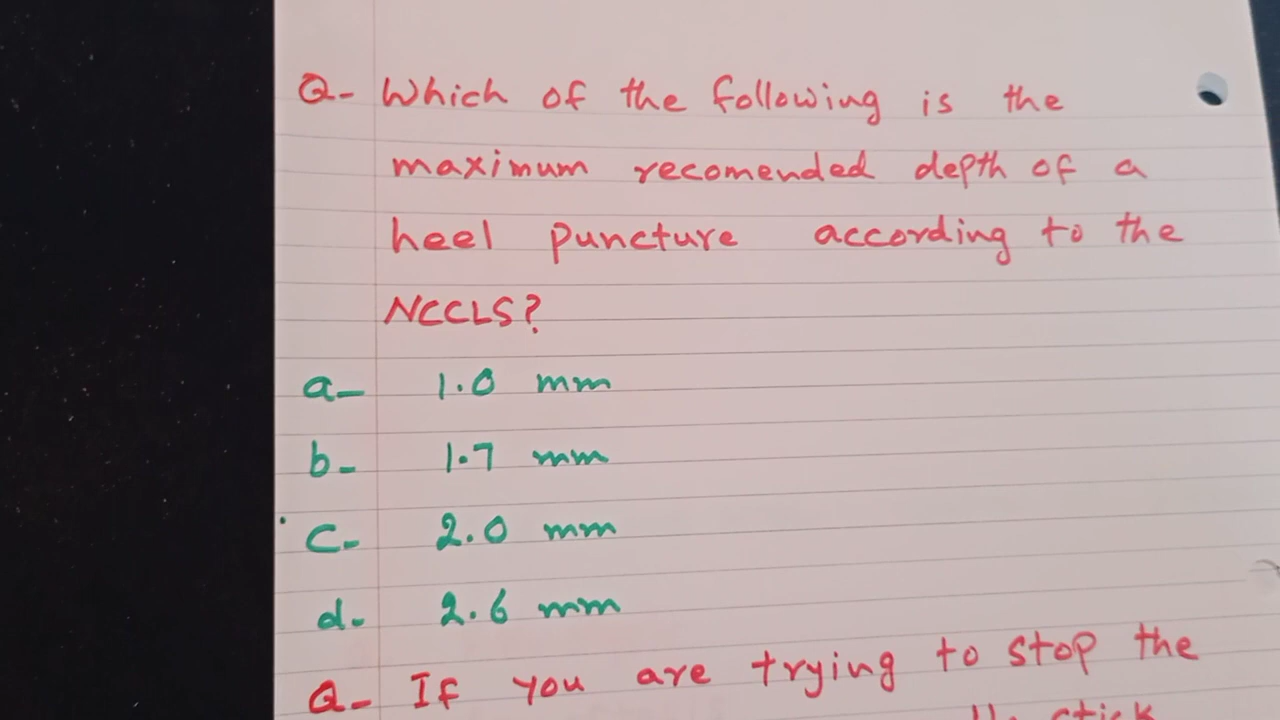 Q- Which of the following is the
maximum recomended depth of a
heel puncture according to the
NCCLS?
a- 1.0 mm
b- 1.7 mm
c- 2.0 mm
d- 2.6 mm
Q- If you are trying to stop the
stick